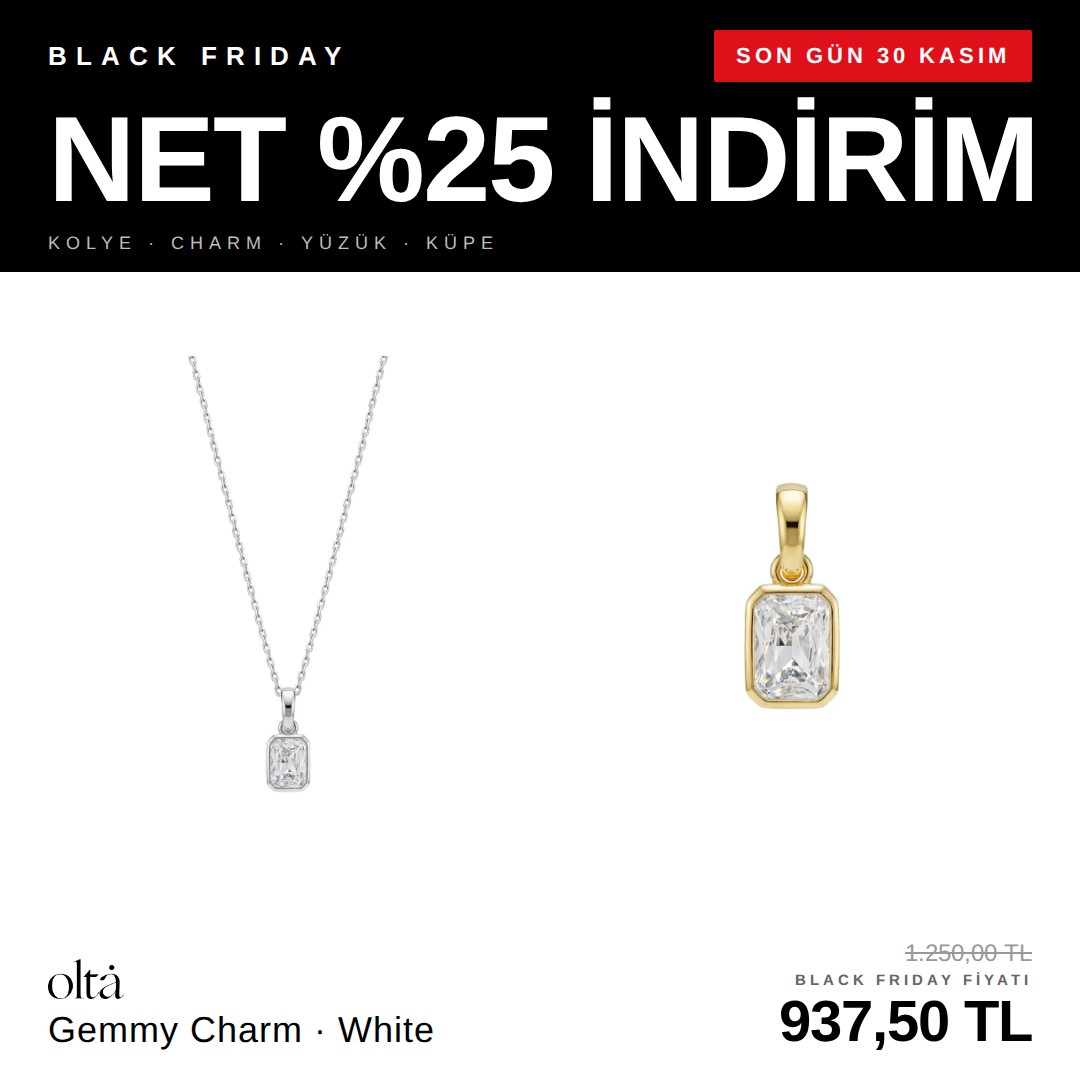 BLACK FRIDAY
SON GÜN 30 KASIM
NET %25 İNDİRİM
KOLYE · CHARM · YÜZÜK · KÜPE
olta
Gemmy Charm · White
1.250,00 TL
BLACK FRIDAY FİYATI
937,50 TL